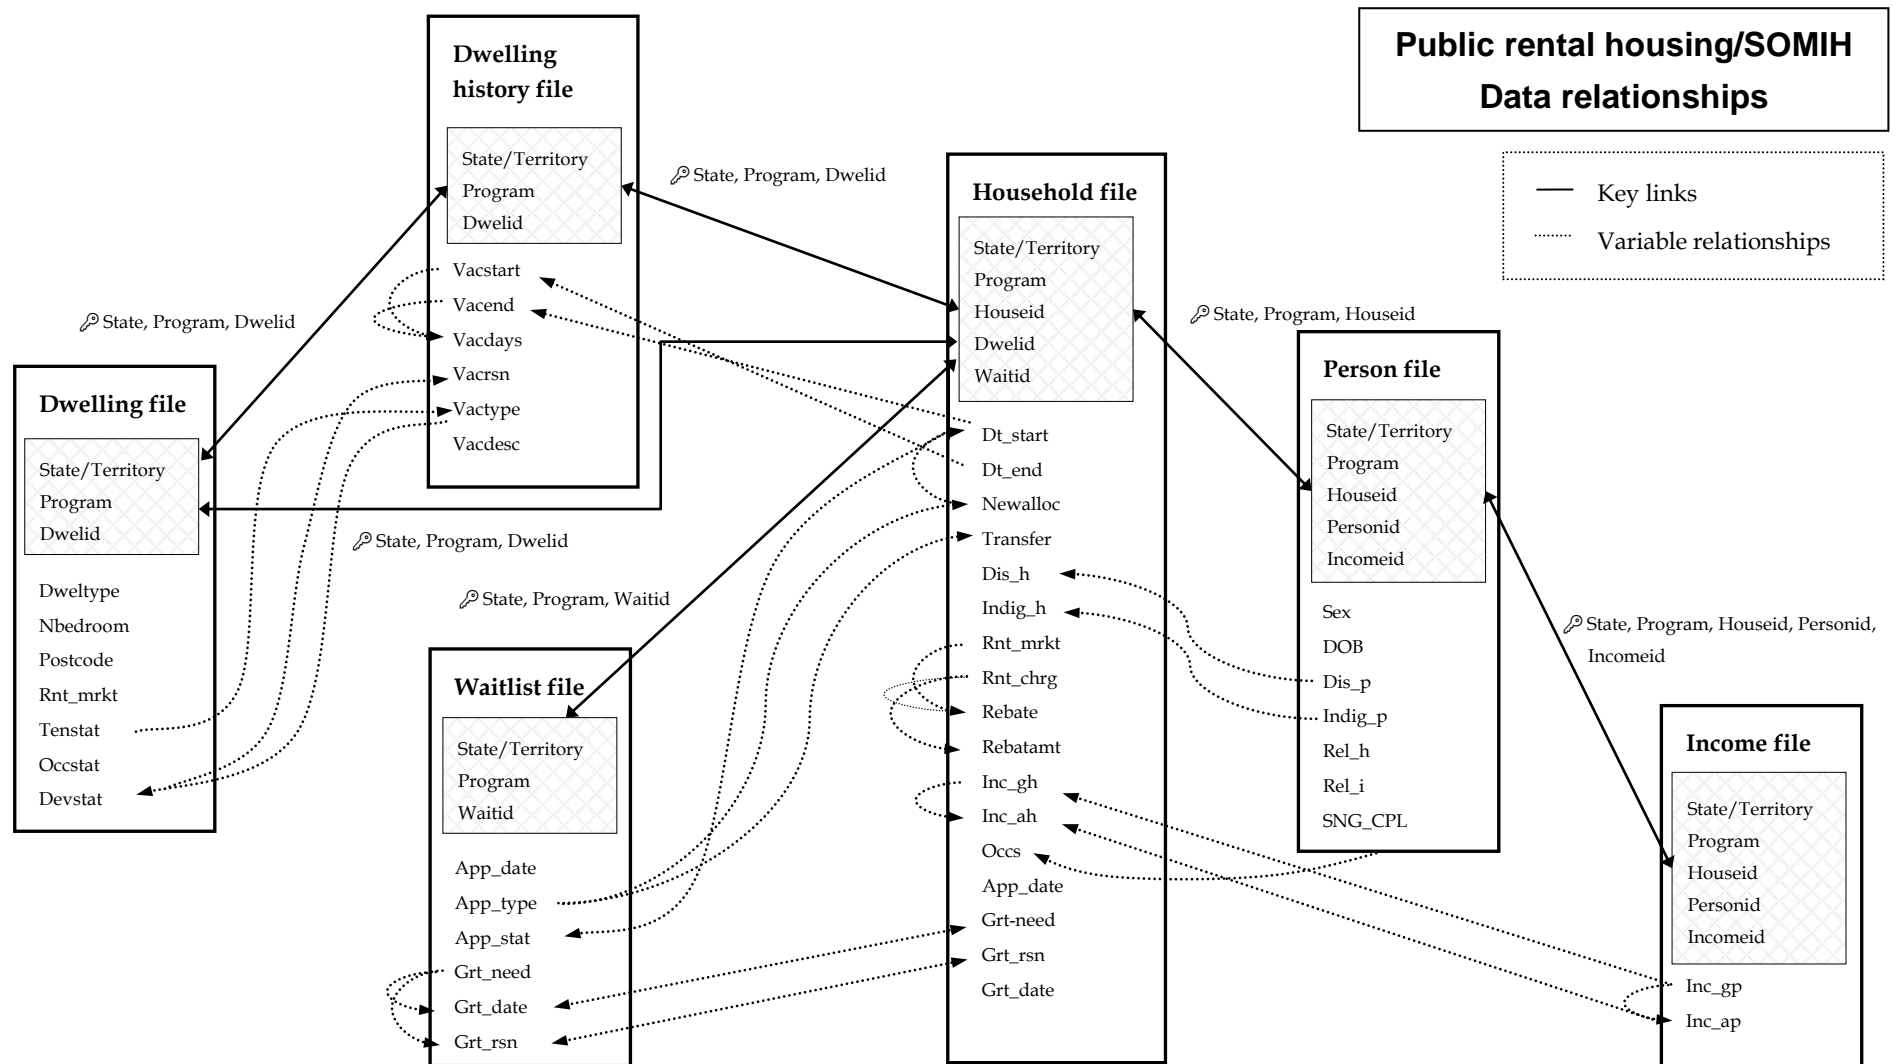 Public rental housing/SOMIH
Data relationships
Key links
Variable relationships
Dwelling
history file
State/Territory
Program
Dwelid
Vacstart
Vacend
Vacdays
Vacrsn
Vactype
Vacdesc
State, Program, Dwelid
State, Program, Dwelid
State, Program, Dwelid
Dwelling file
State/Territory
Program
Dwelid
Dweltype
Nbedroom
Postcode
Rnt_mrkt
Tenstat
Occstat
Devstat
State, Program, Waitid
Waitlist file
State/Territory
Program
Waitid
App_date
App_type
App_stat
Grt_need
Grt_date
Grt_rsn
Household file
State/Territory
Program
Houseid
Dwelid
Waitid
Dt_start
Dt_end
Newalloc
Transfer
Dis_h
Indig_h
Rnt_mrkt
Rnt_chrg
Rebate
Rebatamt
Inc_gh
Inc_ah
Occs
App_date
Grt-need
Grt_rsn
Grt_date
State, Program, Houseid
Person file
State/Territory
Program
Houseid
Personid
Incomeid
Sex
DOB
Dis_p
Indig_p
Rel_h
Rel_i
SNG_CPL
State, Program, Houseid, Personid,
Incomeid
Income file
State/Territory
Program
Houseid
Personid
Incomeid
Inc_gp
Inc_ap